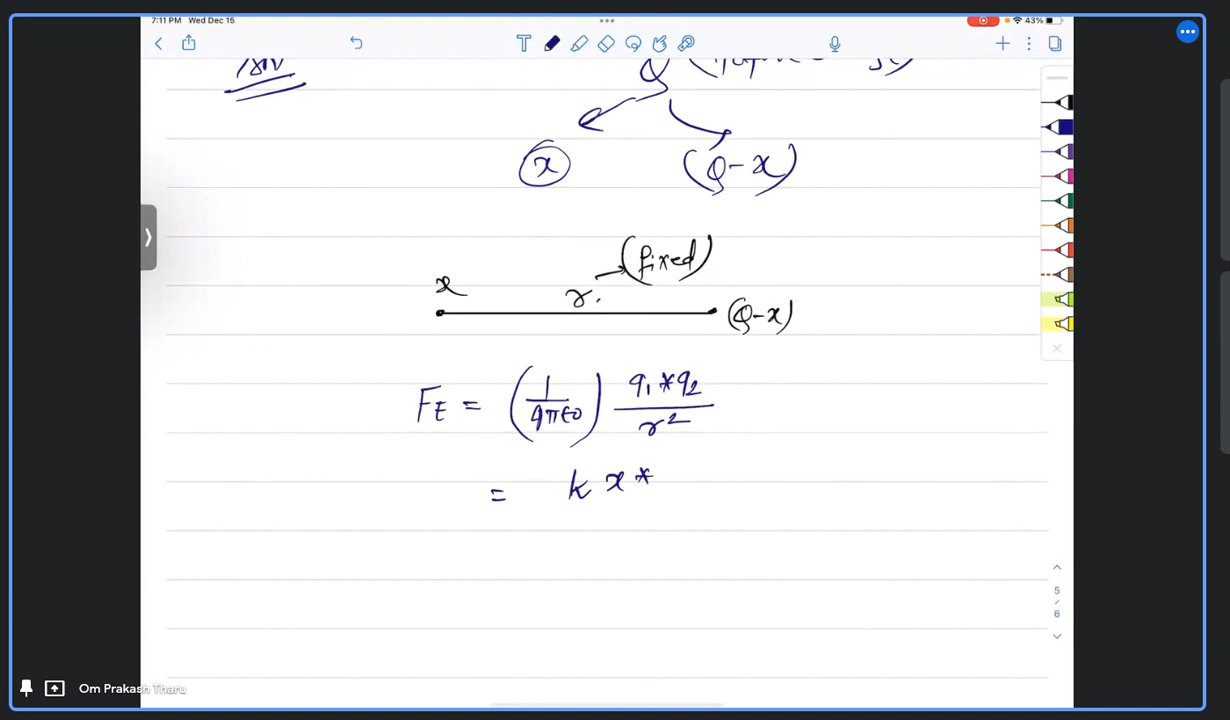 7:11 PM Wed Dec 15
43%
T
Q
x (Q-x)
(fixed)
x r.
(Q-x)
FE = (1/4πε0) q1*q2/r2
= k x *
5
/
6
Om Prakash Tharu